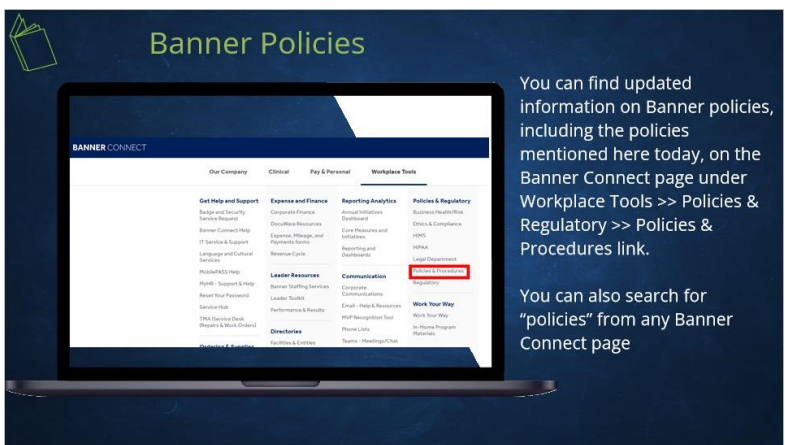 Banner Policies
BANNER CONNECT
Our Company Clinical Pay & Personal Workplace Tools
Get Help and Support
Badge and Security
Service Request
Banner Connect Help
IT Service & Support
Language and Cultural
Services
MobilePASS Help
MyHR - Support & Help
Reset Your Password
Service Hub
TMA (Service Desk
(Repairs & Work Orders)
Ordering & Supplies
Expense and Finance
Corporate Finance
DocuWare Resources
Expense, Mileage, and
Payments forms
Revenue Cycle
Leader Resources
Banner Staffing Services
Leader Toolkit
Performance & Results
Directories
Facilities & Entities
Reporting Analytics
Annual Initiatives
Dashboard
Core Measures and
Initiatives
Reporting and
Dashboards
Communication
Corporate
Communications
Email - Help & Resources
MVP Recognition Tool
Phone Lists
Teams - Meetings/Chat
Policies & Regulatory
Business Health/Risk
Ethics & Compliance
HIMS
HIPAA
Legal Department
Policies & Procedures
Regulatory
Work Your Way
Work Your Way
In-Home Program
Materials
You can find updated
information on Banner policies,
including the policies
mentioned here today, on the
Banner Connect page under
Workplace Tools >> Policies &
Regulatory >> Policies &
Procedures link.
You can also search for
“policies” from any Banner
Connect page